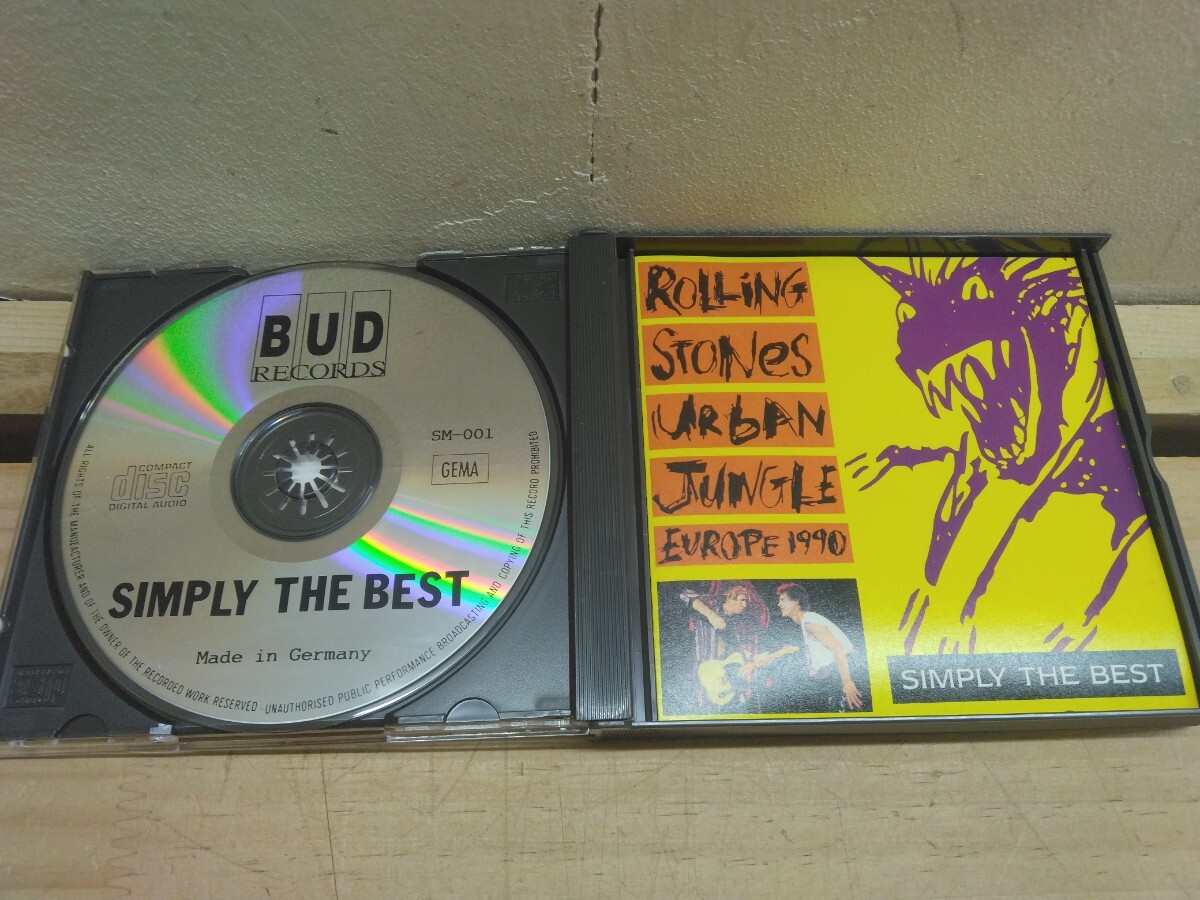 BUD
RECORDS
SM-001
GEMA
COMPACT
disc
DIGITAL AUDIO
SIMPLY THE BEST
Made in Germany
ALL RIGHTS OF THE MANUFACTURER AND OF THE OWNER OF THE RECORDED WORK RESERVED · UNAUTHORISED PUBLIC PERFORMANCE BROADCASTING AND COPYING OF THIS RECORD PROHIBITED
ROLLING
STONES
URBAN
JUNGLE
EUROPE 1990
SIMPLY THE BEST